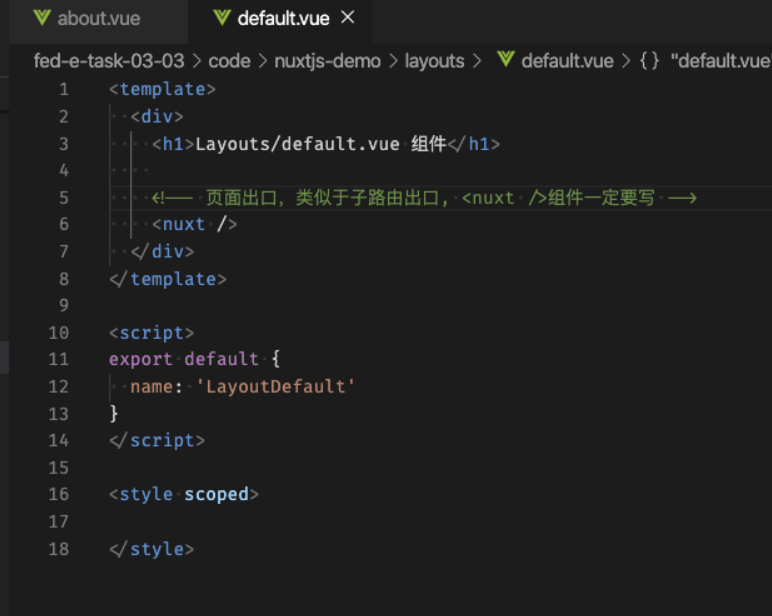 about.vue default.vue
fed-e-task-03-03 > code > nuxtjs-demo > layouts > default.vue > {} "default.vue"
1 <template>
2 <div>
3 <h1>Layouts/default.vue 组件</h1>
4
5 <!-- 页面出口，类似于子路由出口，<nuxt />组件一定要写 -->
6 <nuxt />
7 </div>
8 </template>
9
10 <script>
11 export default {
12 name: 'LayoutDefault'
13 }
14 </script>
15
16 <style scoped>
17
18 </style>